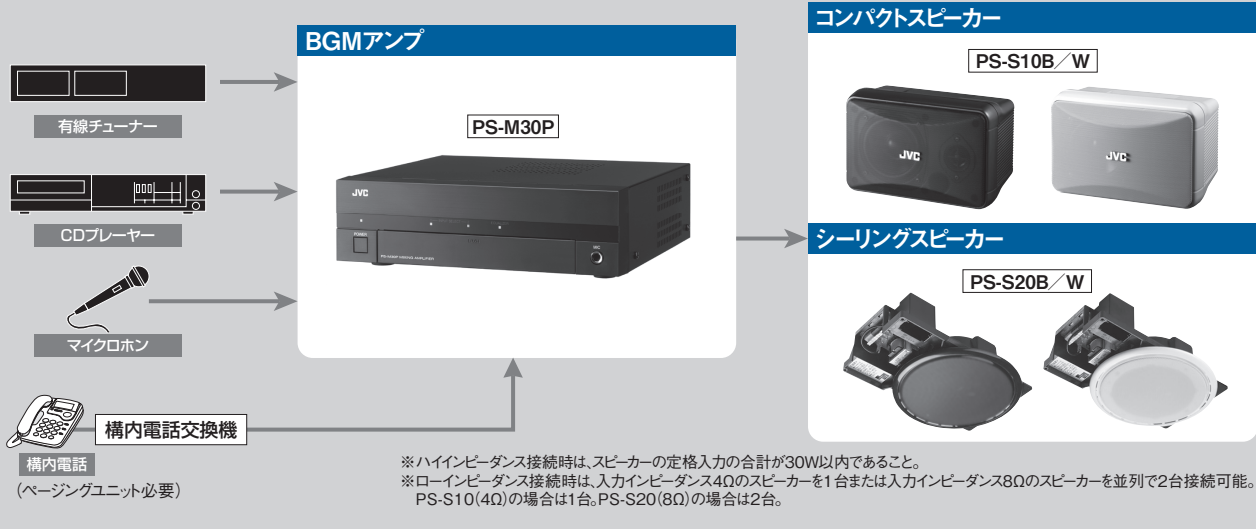 有線チューナー
CDプレーヤー
マイクロホン
構内電話交換機
構内電話
(ページングユニット必要)
BGMアンプ
PS-M30P
JVC
POWER
MIC
コンパクトスピーカー
PS-S10B/W
JVC
JVC
シーリングスピーカー
PS-S20B/W
※ハイインピーダンス接続時は、スピーカーの定格入力の合計が30W以内であること。
※ローインピーダンス接続時は、入力インピーダンス4Ωのスピーカーを1台または入力インピーダンス8Ωのスピーカーを並列で2台接続可能。
PS-S10(4Ω)の場合は1台。PS-S20(8Ω)の場合は2台。